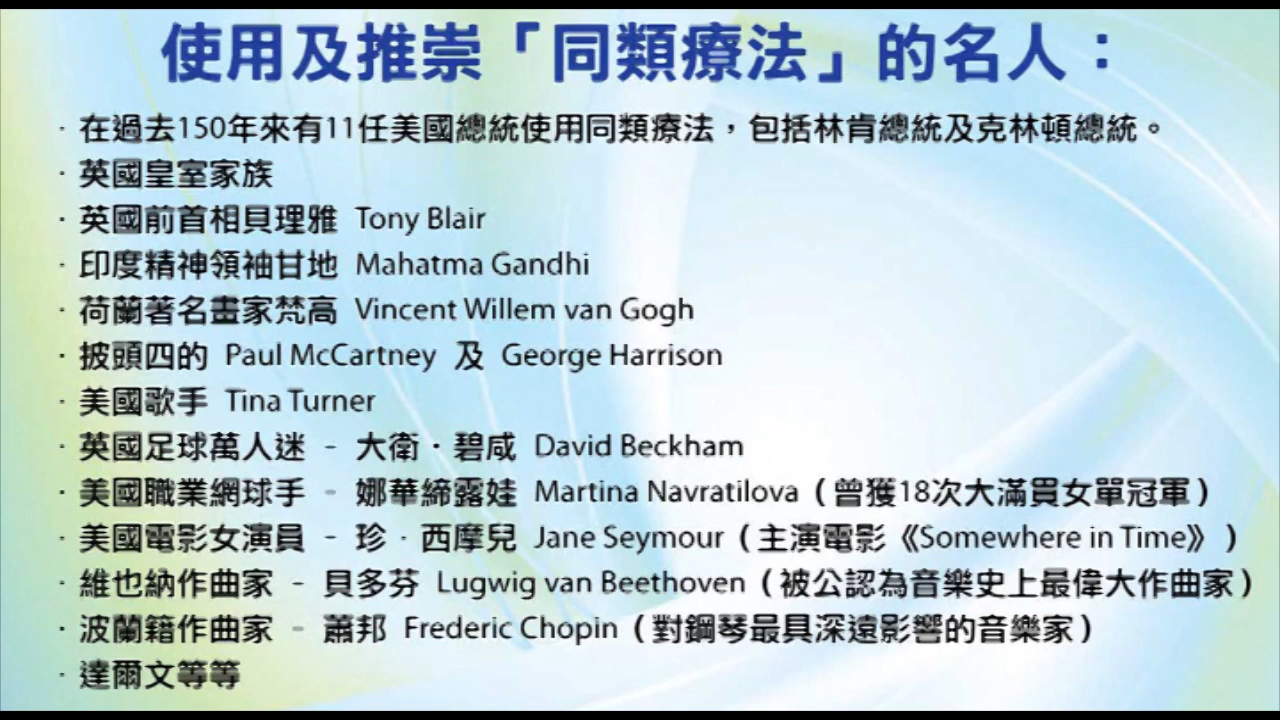 使用及推崇「同類療法」的名人：
· 在過去150年來有11任美國總統使用同類療法，包括林肯總統及克林頓總統。
· 英國皇室家族
· 英國前首相貝理雅 Tony Blair
· 印度精神領袖甘地 Mahatma Gandhi
· 荷蘭著名畫家梵高 Vincent Willem van Gogh
· 披頭四的 Paul McCartney 及 George Harrison
· 美國歌手 Tina Turner
· 英國足球萬人迷 - 大衛·碧咸 David Beckham
· 美國職業網球手 - 娜華締露娃 Martina Navratilova（曾獲18次大滿貫女單冠軍）
· 美國電影女演員 - 珍·西摩兒 Jane Seymour（主演電影《Somewhere in Time》）
· 維也納作曲家 - 貝多芬 Lugwig van Beethoven（被公認為音樂史上最偉大作曲家）
· 波蘭籍作曲家 - 蕭邦 Frederic Chopin（對鋼琴最具深遠影響的音樂家）
· 達爾文等等